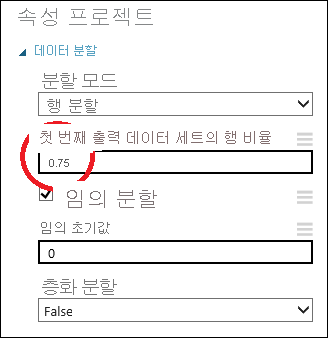 속성 프로젝트
데이터 분할
분할 모드
행 분할
첫 번째 출력 데이터 세트의 행 비율
0.75
임의 분할
임의 초기값
0
층화 분할
False